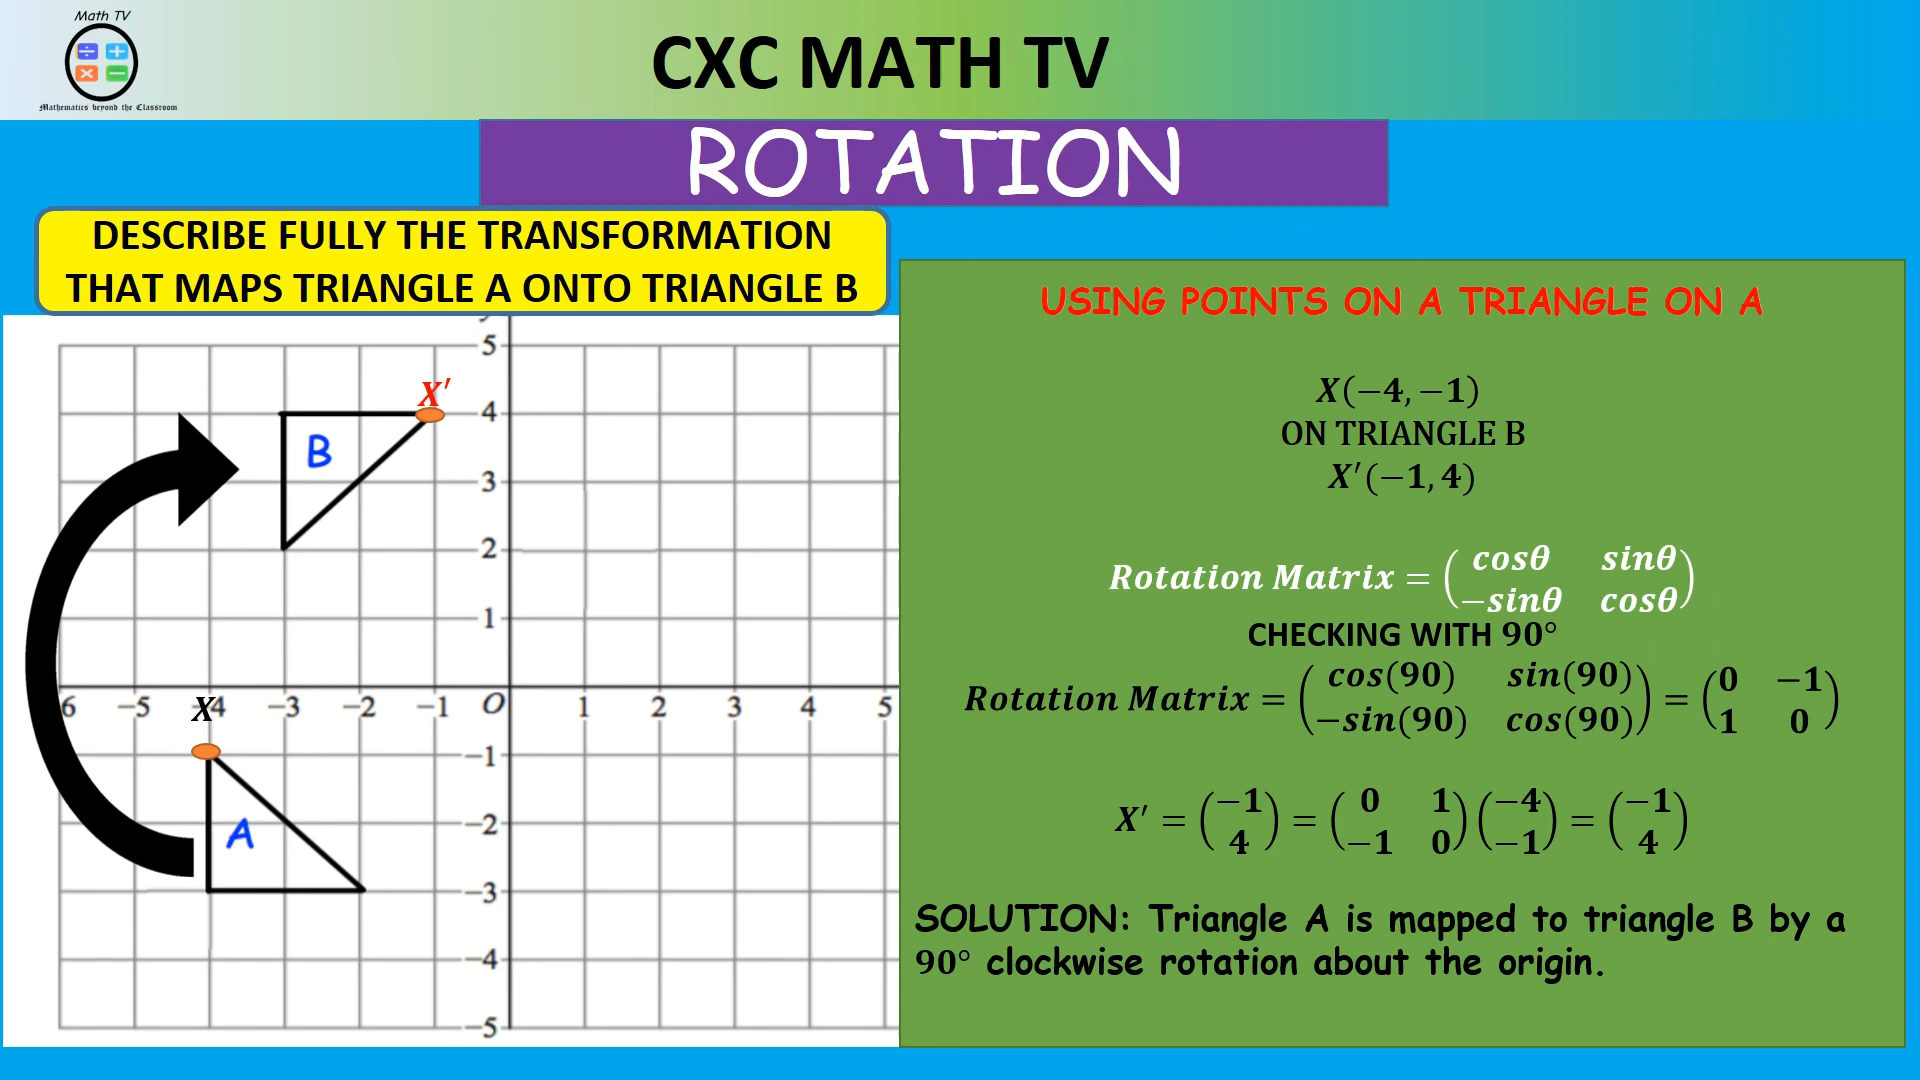 Math TV
÷ +
× −
Mathematics beyond the Classroom
CXC MATH TV
ROTATION
DESCRIBE FULLY THE TRANSFORMATION
THAT MAPS TRIANGLE A ONTO TRIANGLE B
5
X′
4
B
3
2
1
6 −5 −4 −3 −2 −1 O 1 2 3 4 5
X
−1
A
−2
−3
−4
−5
USING POINTS ON A TRIANGLE ON A
X(−4, −1)
ON TRIANGLE B
X′(−1, 4)
Rotation Matrix = (cosθ sinθ
−sinθ cosθ)
CHECKING WITH 90°
Rotation Matrix = (cos(90) sin(90)
−sin(90) cos(90)) = (0 −1
1 0)
X′ = (−1
4) = (0 1
−1 0)(−4
−1) = (−1
4)
SOLUTION: Triangle A is mapped to triangle B by a
90° clockwise rotation about the origin.